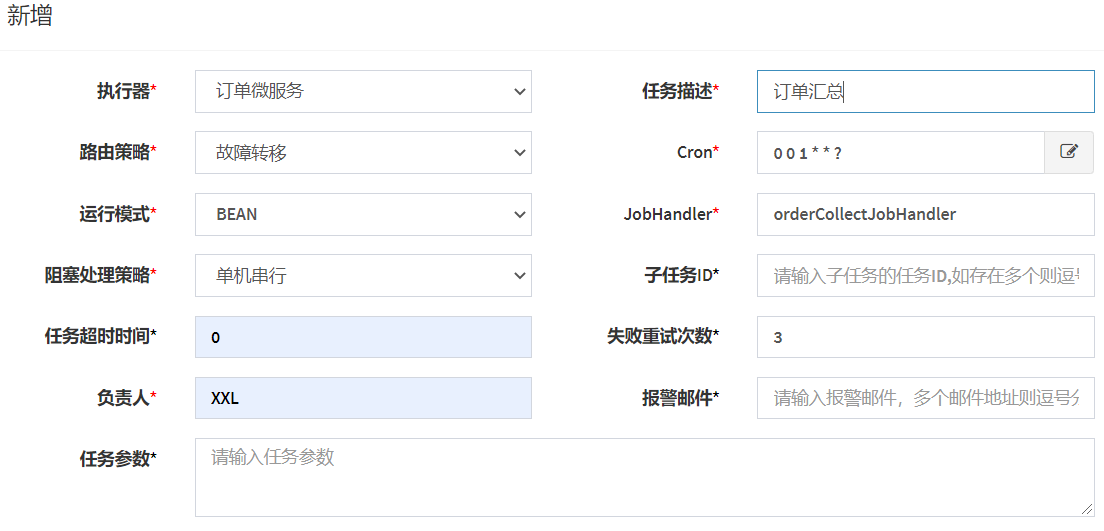 新增
执行器* 订单微服务 任务描述* 订单汇总
路由策略* 故障转移 Cron* 0 0 1 * * ?
运行模式* BEAN JobHandler* orderCollectJobHandler
阻塞处理策略* 单机串行 子任务ID* 请输入子任务的任务ID,如存在多个则逗
任务超时时间* 0 失败重试次数* 3
负责人* XXL 报警邮件* 请输入报警邮件，多个邮件地址则逗号分
任务参数* 请输入任务参数